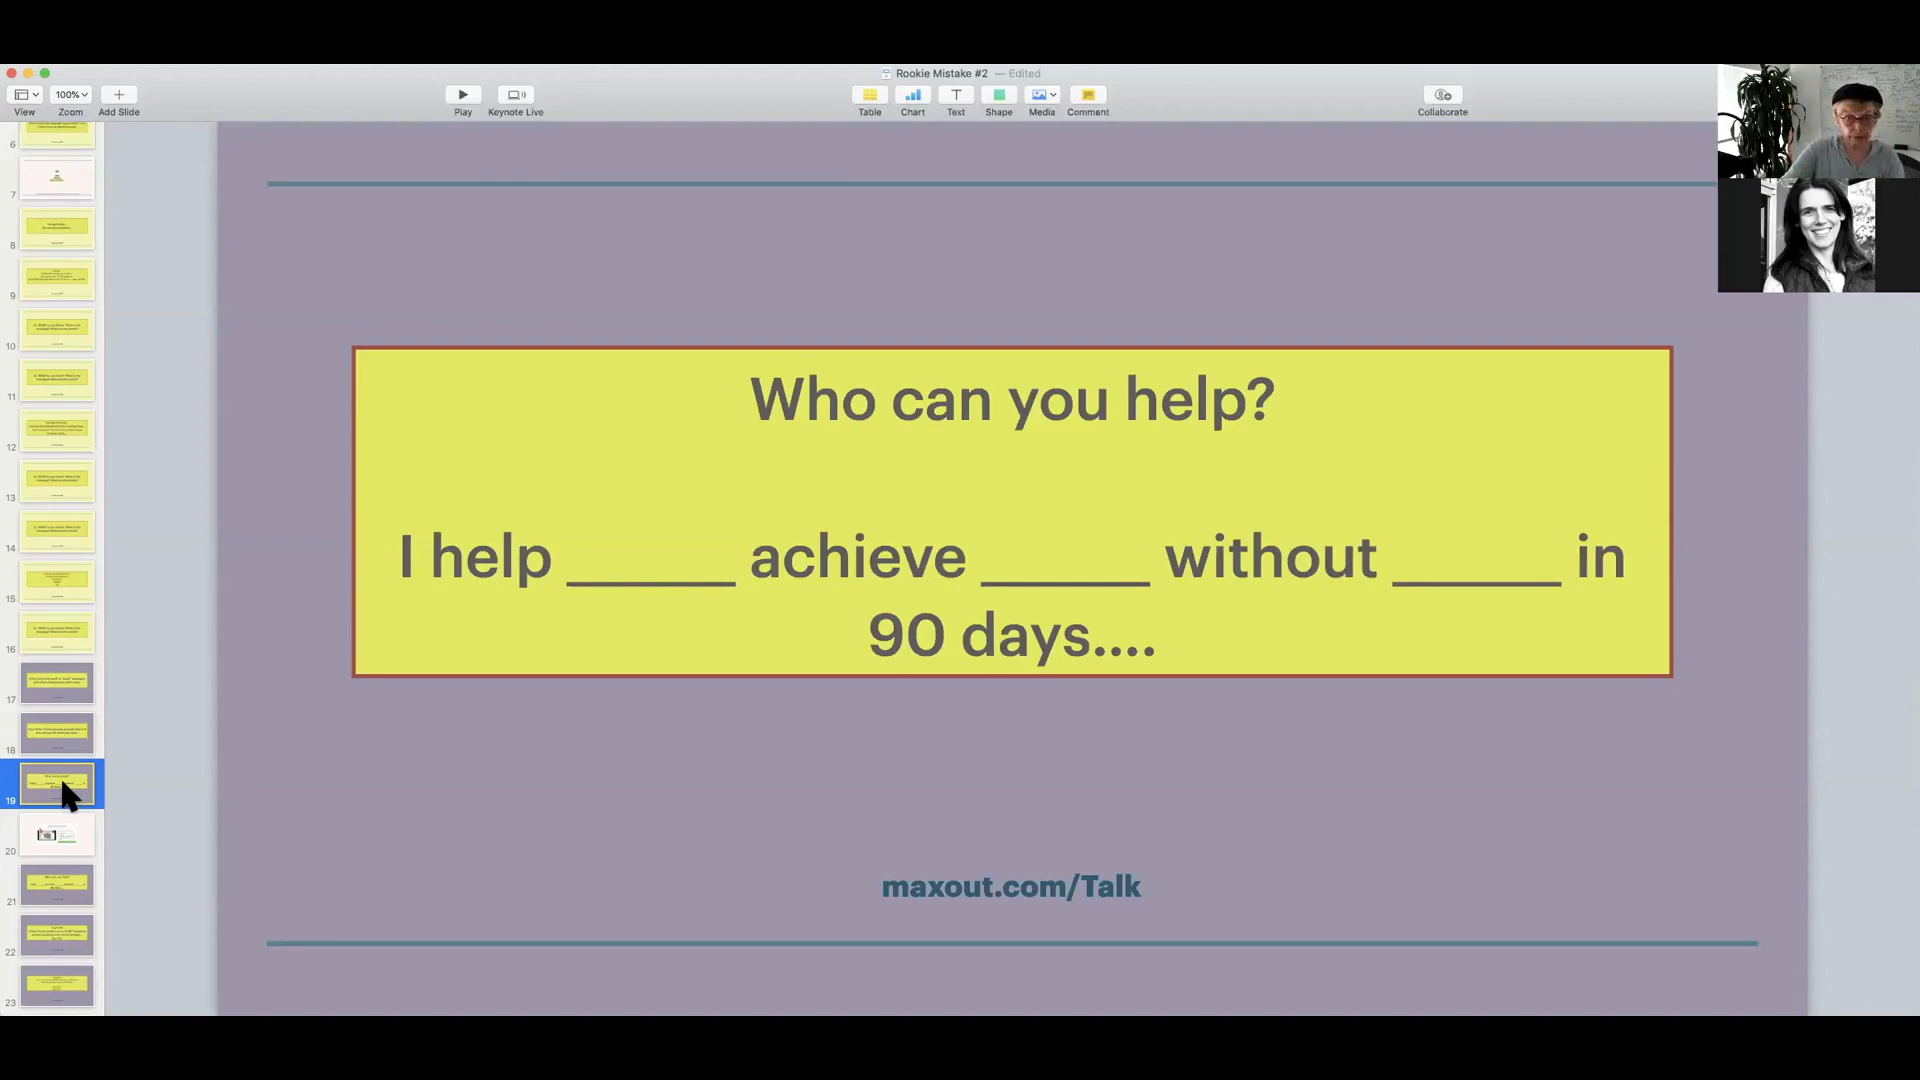 Rookie Mistake #2 — Edited
100%
View Zoom Add Slide
Play Keynote Live
Table Chart Text Shape Media Comment
Collaborate
6
7
8
9
10
11
12
13
14
15
16
17
18
19
20
21
22
23
Who can you help?
I help ______ achieve ______ without ______ in
90 days....
maxout.com/Talk